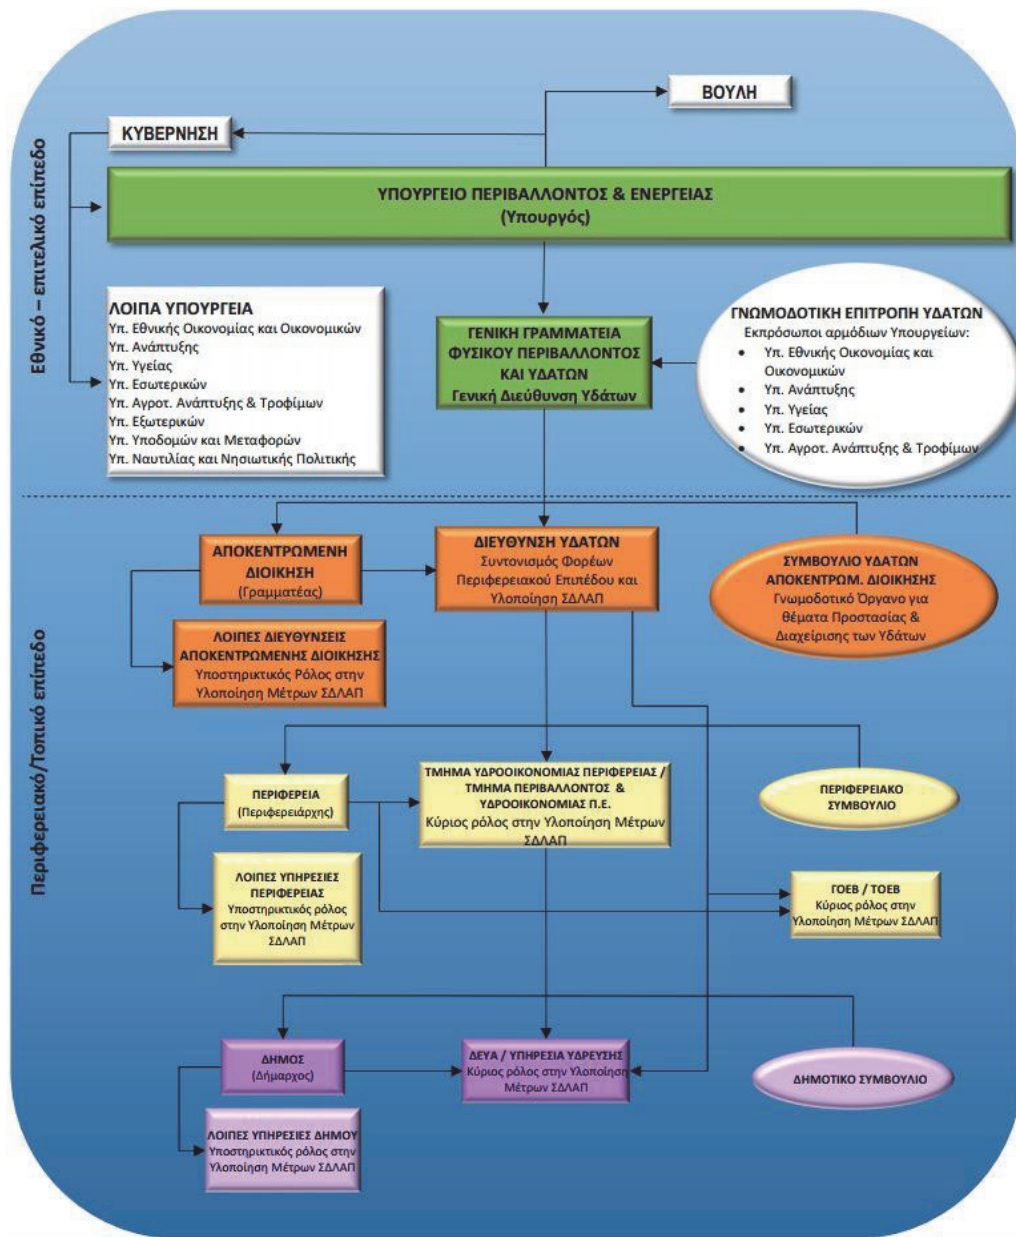 ΒΟΥΛΗ
ΚΥΒΕΡΝΗΣΗ
ΥΠΟΥΡΓΕΙΟ ΠΕΡΙΒΑΛΛΟΝΤΟΣ & ΕΝΕΡΓΕΙΑΣ
(Υπουργός)
Εθνικό – επιτελικό επίπεδο
ΛΟΙΠΑ ΥΠΟΥΡΓΕΙΑ
Υπ. Εθνικής Οικονομίας και Οικονομικών
Υπ. Ανάπτυξης
Υπ. Υγείας
Υπ. Εσωτερικών
Υπ. Αγροτ. Ανάπτυξης & Τροφίμων
Υπ. Εξωτερικών
Υπ. Υποδομών και Μεταφορών
Υπ. Ναυτιλίας και Νησιωτικής Πολιτικής
ΓΕΝΙΚΗ ΓΡΑΜΜΑΤΕΙΑ
ΦΥΣΙΚΟΥ ΠΕΡΙΒΑΛΛΟΝΤΟΣ
ΚΑΙ ΥΔΑΤΩΝ
Γενική Διεύθυνση Υδάτων
ΓΝΩΜΟΔΟΤΙΚΗ ΕΠΙΤΡΟΠΗ ΥΔΑΤΩΝ
Εκπρόσωποι αρμόδιων Υπουργείων:
• Υπ. Εθνικής Οικονομίας και
Οικονομικών
• Υπ. Ανάπτυξης
• Υπ. Υγείας
• Υπ. Εσωτερικών
• Υπ. Αγροτ. Ανάπτυξης & Τροφίμων
Περιφερειακό/Τοπικό επίπεδο
ΑΠΟΚΕΝΤΡΩΜΕΝΗ
ΔΙΟΙΚΗΣΗ
(Γραμματέας)
ΔΙΕΥΘΥΝΣΗ ΥΔΑΤΩΝ
Συντονισμός Φορέων
Περιφερειακού Επιπέδου και
Υλοποίηση ΣΔΛΑΠ
ΣΥΜΒΟΥΛΙΟ ΥΔΑΤΩΝ
ΑΠΟΚΕΝΤΡΩΜ. ΔΙΟΙΚΗΣΗΣ
Γνωμοδοτικό Όργανο για
θέματα Προστασίας &
Διαχείρισης των Υδάτων
ΛΟΙΠΕΣ ΔΙΕΥΘΥΝΣΕΙΣ
ΑΠΟΚΕΝΤΡΩΜΕΝΗΣ ΔΙΟΙΚΗΣΗΣ
Υποστηρικτικός Ρόλος στην
Υλοποίηση Μέτρων ΣΔΛΑΠ
ΠΕΡΙΦΕΡΕΙΑ
(Περιφερειάρχης)
ΤΜΗΜΑ ΥΔΡΟΟΙΚΟΝΟΜΙΑΣ ΠΕΡΙΦΕΡΕΙΑΣ /
ΤΜΗΜΑ ΠΕΡΙΒΑΛΛΟΝΤΟΣ &
ΥΔΡΟΟΙΚΟΝΟΜΙΑΣ Π.Ε.
Κύριος ρόλος στην Υλοποίηση Μέτρων
ΣΔΛΑΠ
ΠΕΡΙΦΕΡΕΙΑΚΟ
ΣΥΜΒΟΥΛΙΟ
ΛΟΙΠΕΣ ΥΠΗΡΕΣΙΕΣ
ΠΕΡΙΦΕΡΕΙΑΣ
Υποστηρικτικός ρόλος
στην Υλοποίηση Μέτρων
ΣΔΛΑΠ
ΓΟΕΒ / ΤΟΕΒ
Κύριος ρόλος στην
Υλοποίηση Μέτρων ΣΔΛΑΠ
ΔΗΜΟΣ
(Δήμαρχος)
ΔΕΥΑ / ΥΠΗΡΕΣΙΑ ΥΔΡΕΥΣΗΣ
Κύριος ρόλος στην Υλοποίηση
Μέτρων ΣΔΛΑΠ
ΔΗΜΟΤΙΚΟ ΣΥΜΒΟΥΛΙΟ
ΛΟΙΠΕΣ ΥΠΗΡΕΣΙΕΣ ΔΗΜΟΥ
Υποστηρικτικός ρόλος στην
Υλοποίηση Μέτρων ΣΔΛΑΠ